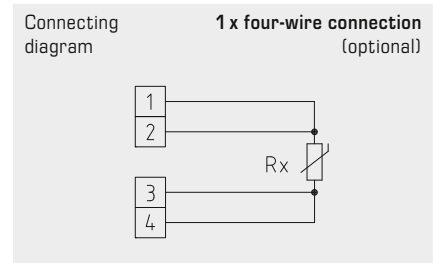 Connecting 1 x four-wire connection
diagram (optional)
1
2
Rx
3
4